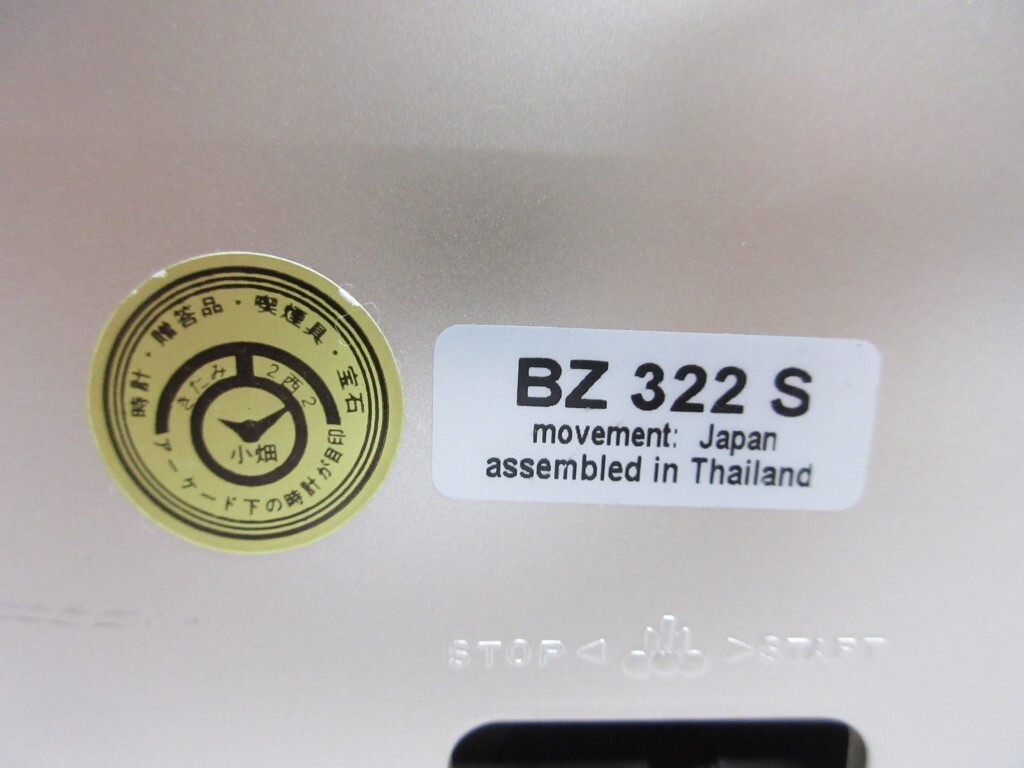 時計・贈答品・喫煙具・宝石
きたみ 2西2
小畑
アーケード下の時計が目印
BZ 322 S
movement: Japan
assembled in Thailand
STOP < > START